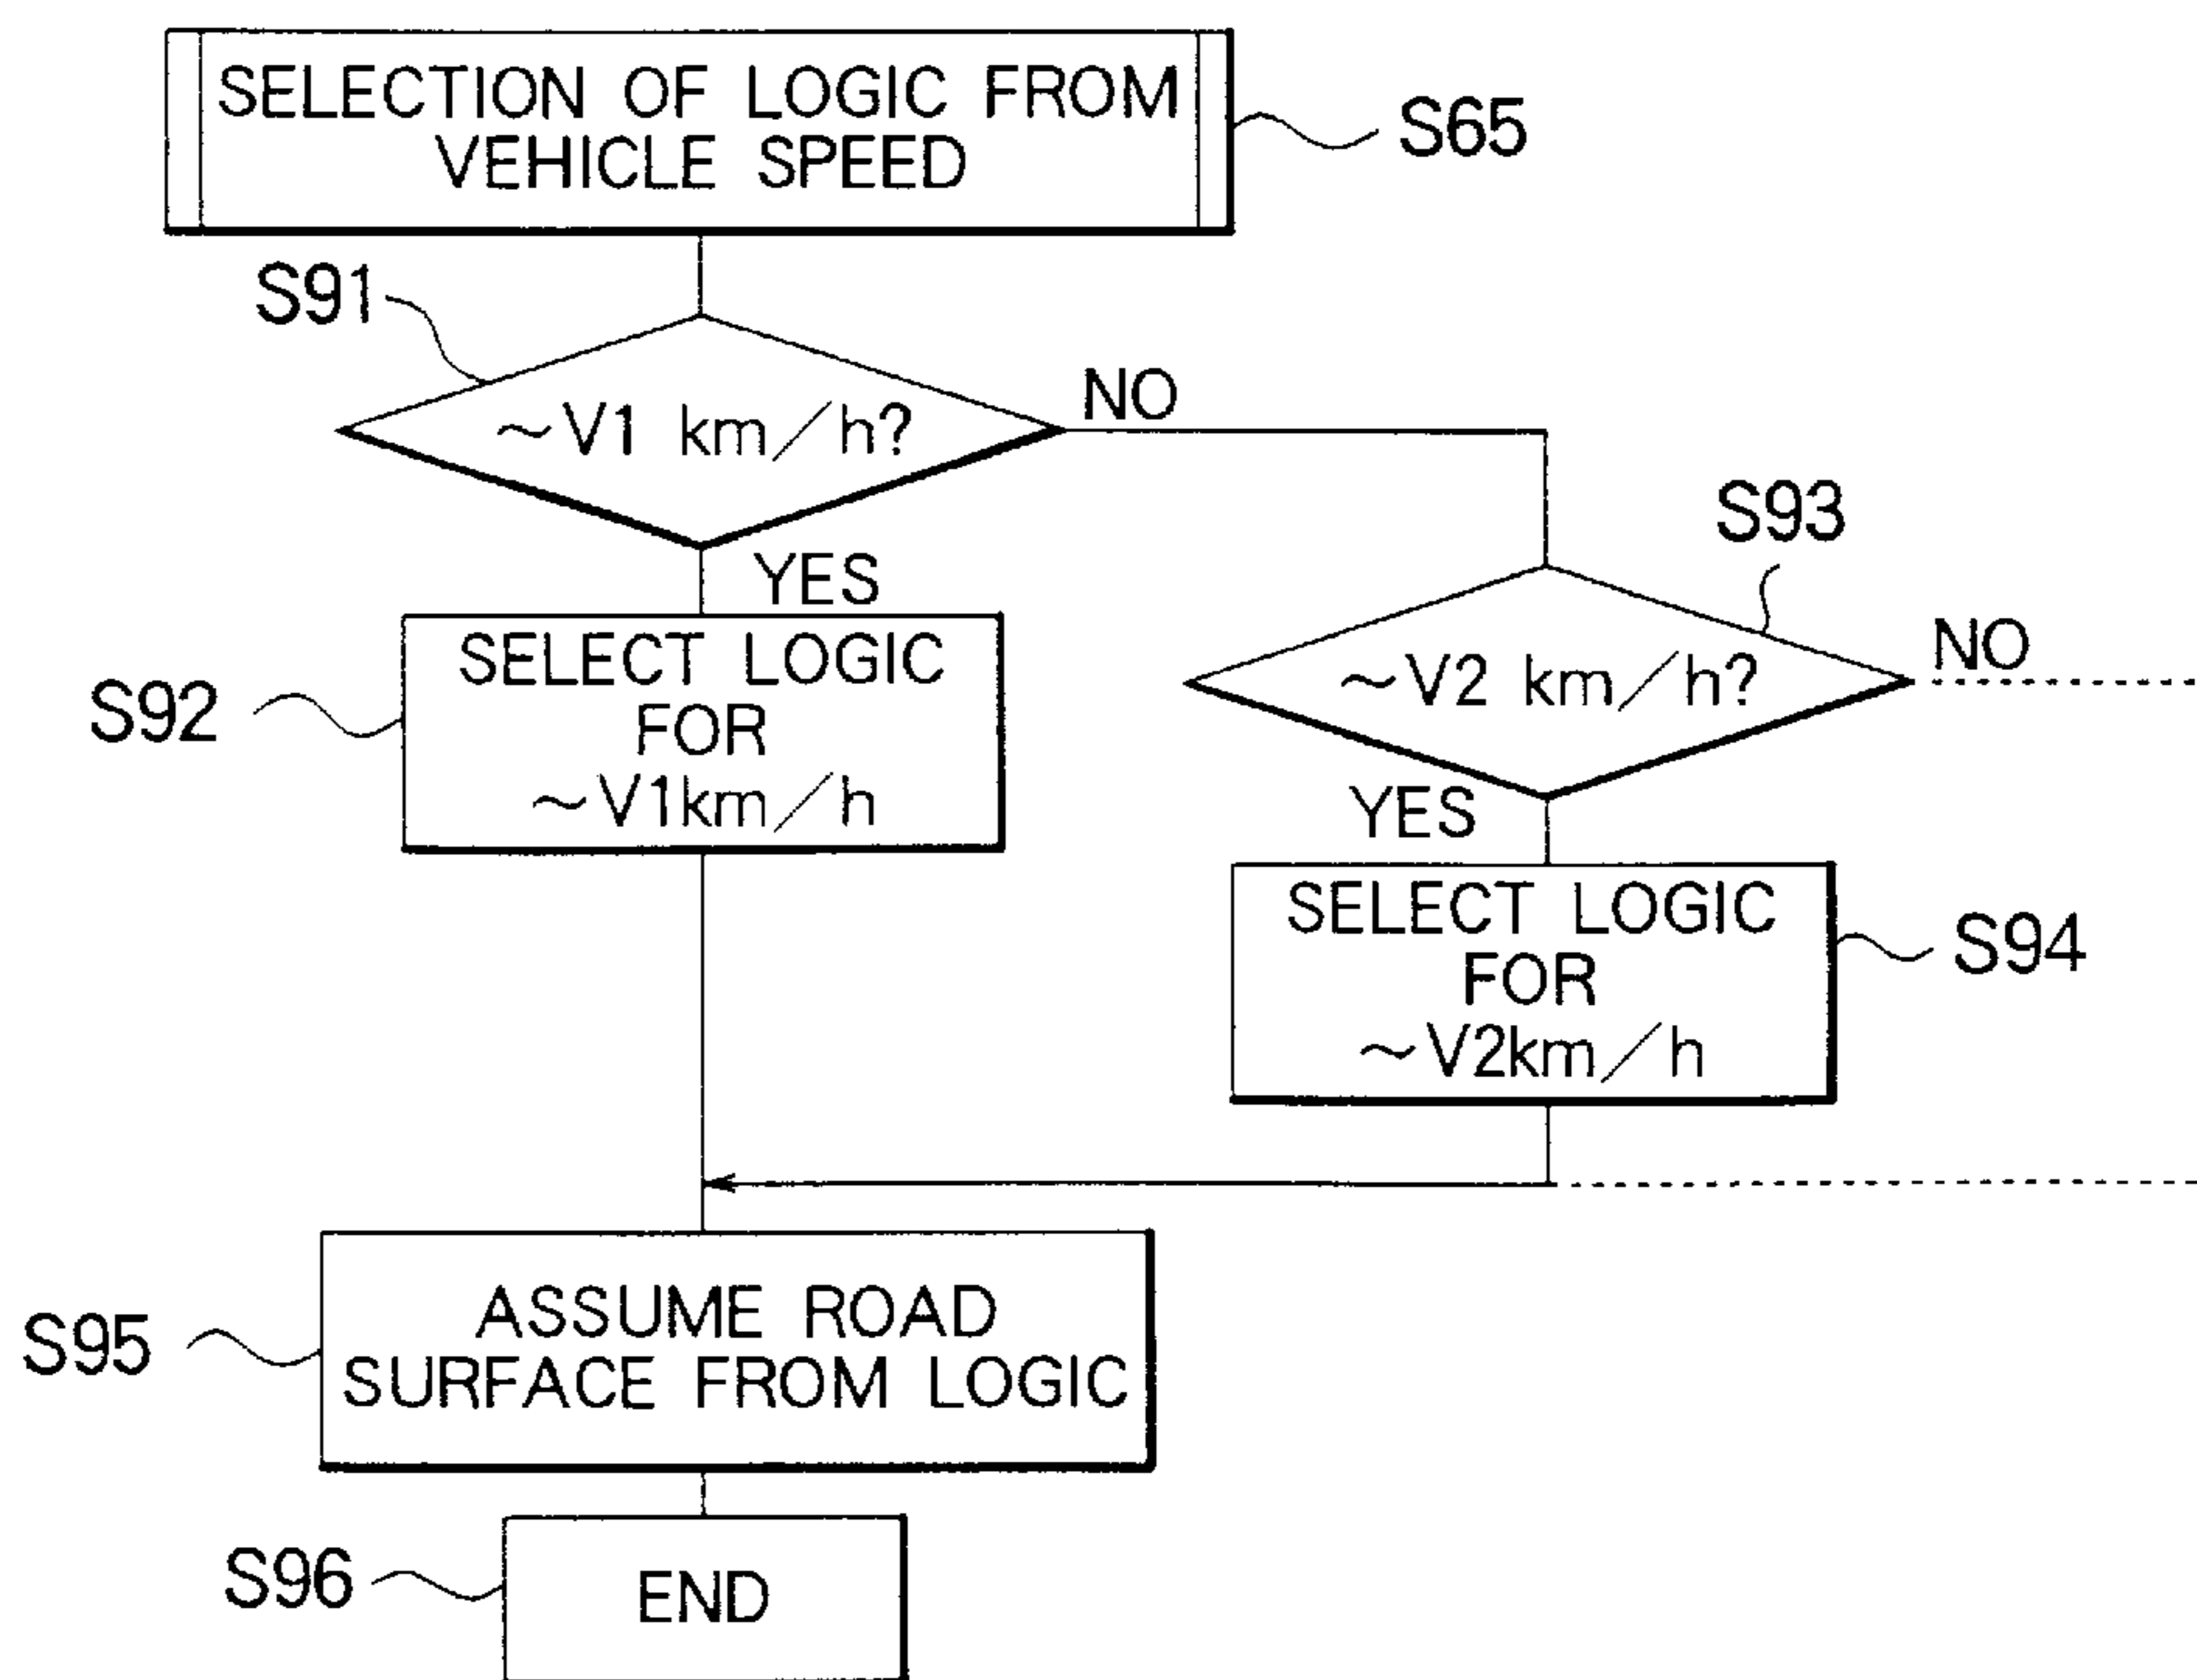 SELECTION OF LOGIC FROM
VEHICLE SPEED
S65
S91
~V1 km/h?
NO
YES
S93
~V2 km/h?
NO
S92
SELECT LOGIC
FOR
~V1km/h
YES
SELECT LOGIC
FOR
~V2km/h
S94
S95
ASSUME ROAD
SURFACE FROM LOGIC
S96
END